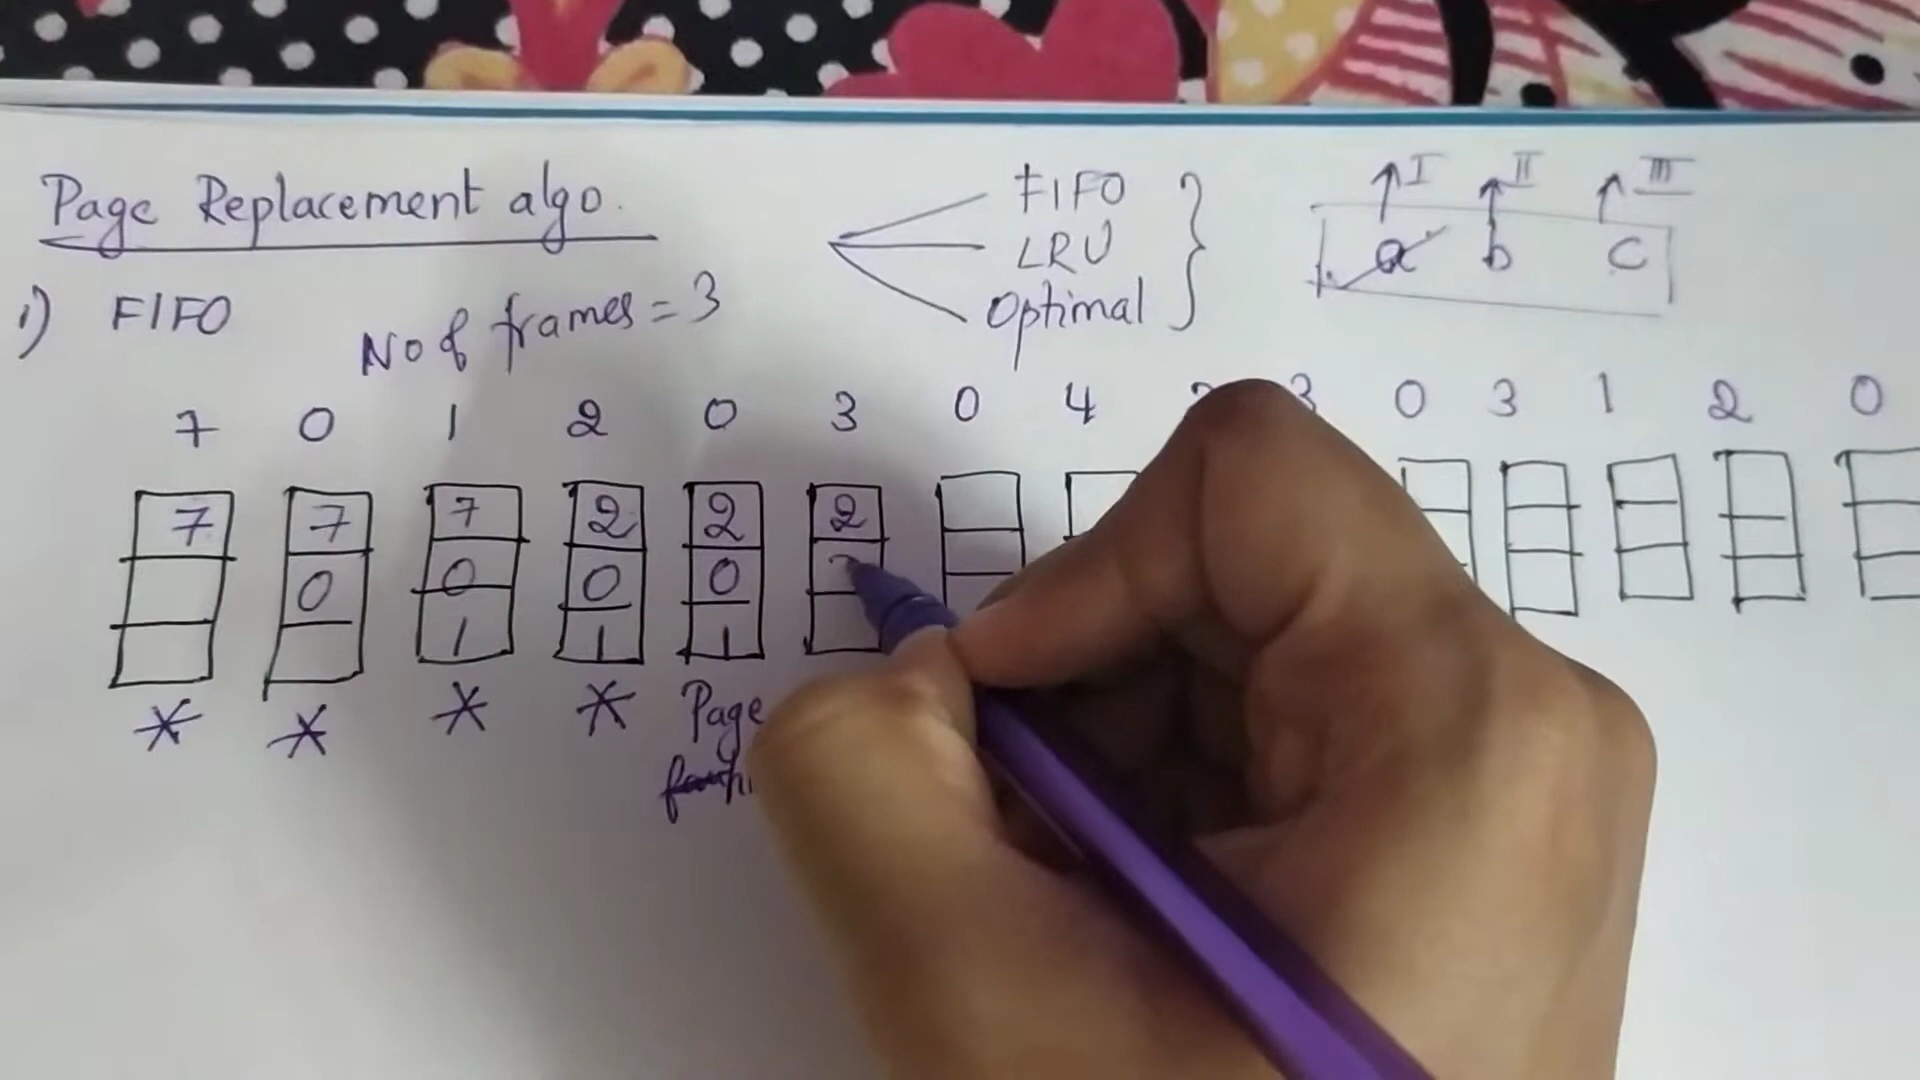 Page Replacement algo.
FIFO
LRU
Optimal
I II III
a b c
1) FIFO
No of frames = 3
7 0 1 2 0 3 0 4 3 0 3 1 2 0
7 7 7 2 2 2
0 0 0 0
1 1 1
* * * * Page